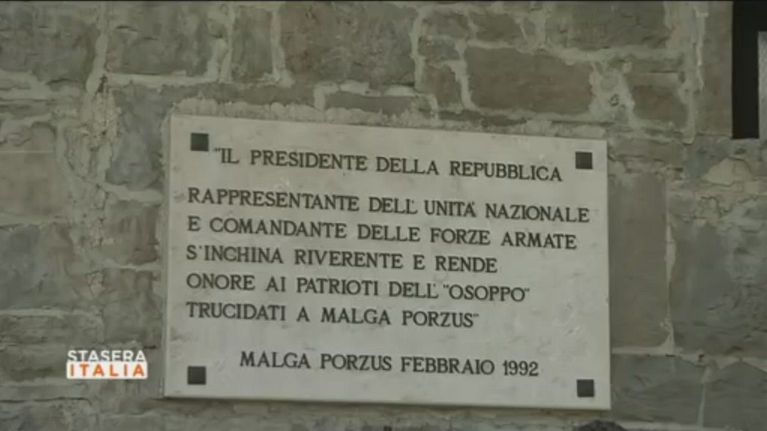 "IL PRESIDENTE DELLA REPUBBLICA
RAPPRESENTANTE DELL' UNITA' NAZIONALE
E COMANDANTE DELLE FORZE ARMATE
S'INCHINA RIVERENTE E RENDE
ONORE AI PATRIOTI DELL' "OSOPPO"
TRUCIDATI A MALGA PORZUS"
MALGA PORZUS FEBBRAIO 1992
STASERA
ITALIA